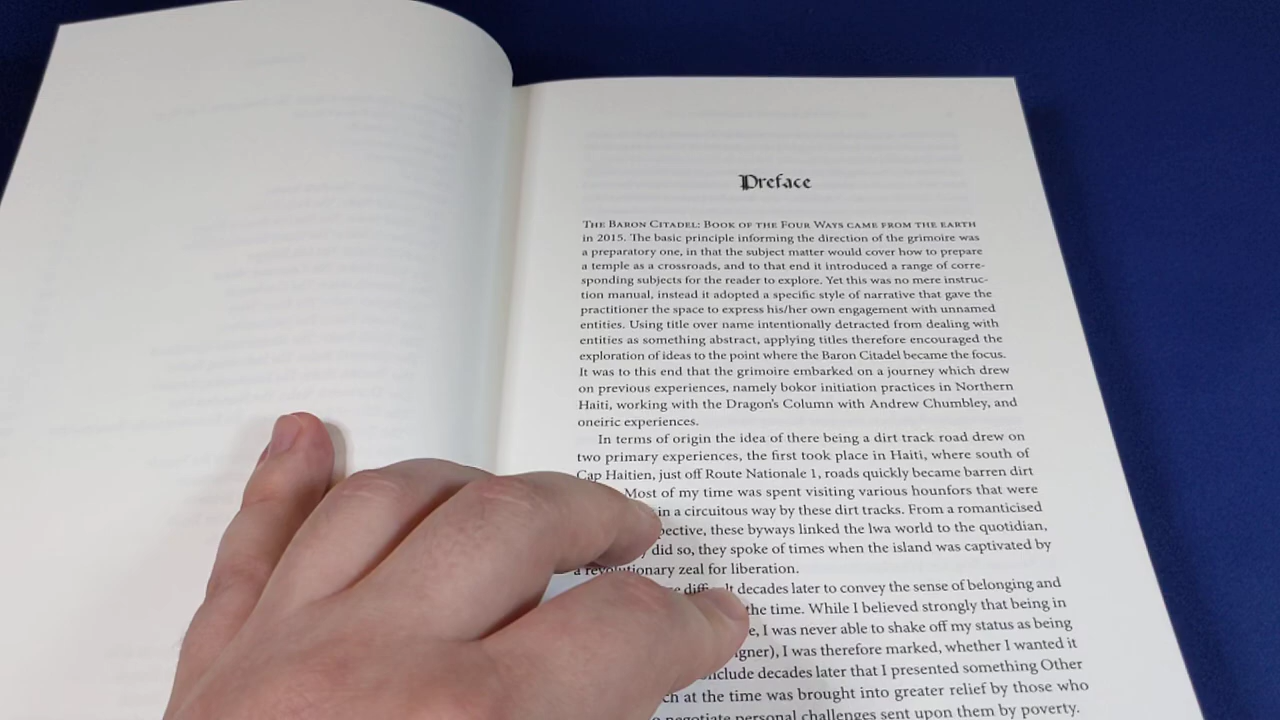 Preface
The Baron Citadel: Book of the Four Ways came from the earth
in 2015. The basic principle informing the direction of the grimoire was
a preparatory one, in that the subject matter would cover how to prepare
a temple as a crossroads, and to that end it introduced a range of corre-
sponding subjects for the reader to explore. Yet this was no mere instruc-
tion manual, instead it adopted a specific style of narrative that gave the
practitioner the space to express his/her own engagement with unnamed
entities. Using title over name intentionally detracted from dealing with
entities as something abstract, applying titles therefore encouraged the
exploration of ideas to the point where the Baron Citadel became the focus.
It was to this end that the grimoire embarked on a journey which drew
on previous experiences, namely bokor initiation practices in Northern
Haiti, working with the Dragon's Column with Andrew Chumbley, and
oneiric experiences.
In terms of origin the idea of there being a dirt track road drew on
two primary experiences, the first took place in Haiti, where south of
Cap Haitien, just off Route Nationale 1, roads quickly became barren dirt
Most of my time was spent visiting various hounfors that were
in a circuitous way by these dirt tracks. From a romanticised
these byways linked the lwa world to the quotidian,
did so, they spoke of times when the island was captivated by
a revolutionary zeal for liberation.
decades later to convey the sense of belonging and
the time. While I believed strongly that being in
I was never able to shake off my status as being
I was therefore marked, whether I wanted it
decades later that I presented something Other
at the time was brought into greater relief by those who
negotiate personal challenges sent upon them by poverty.